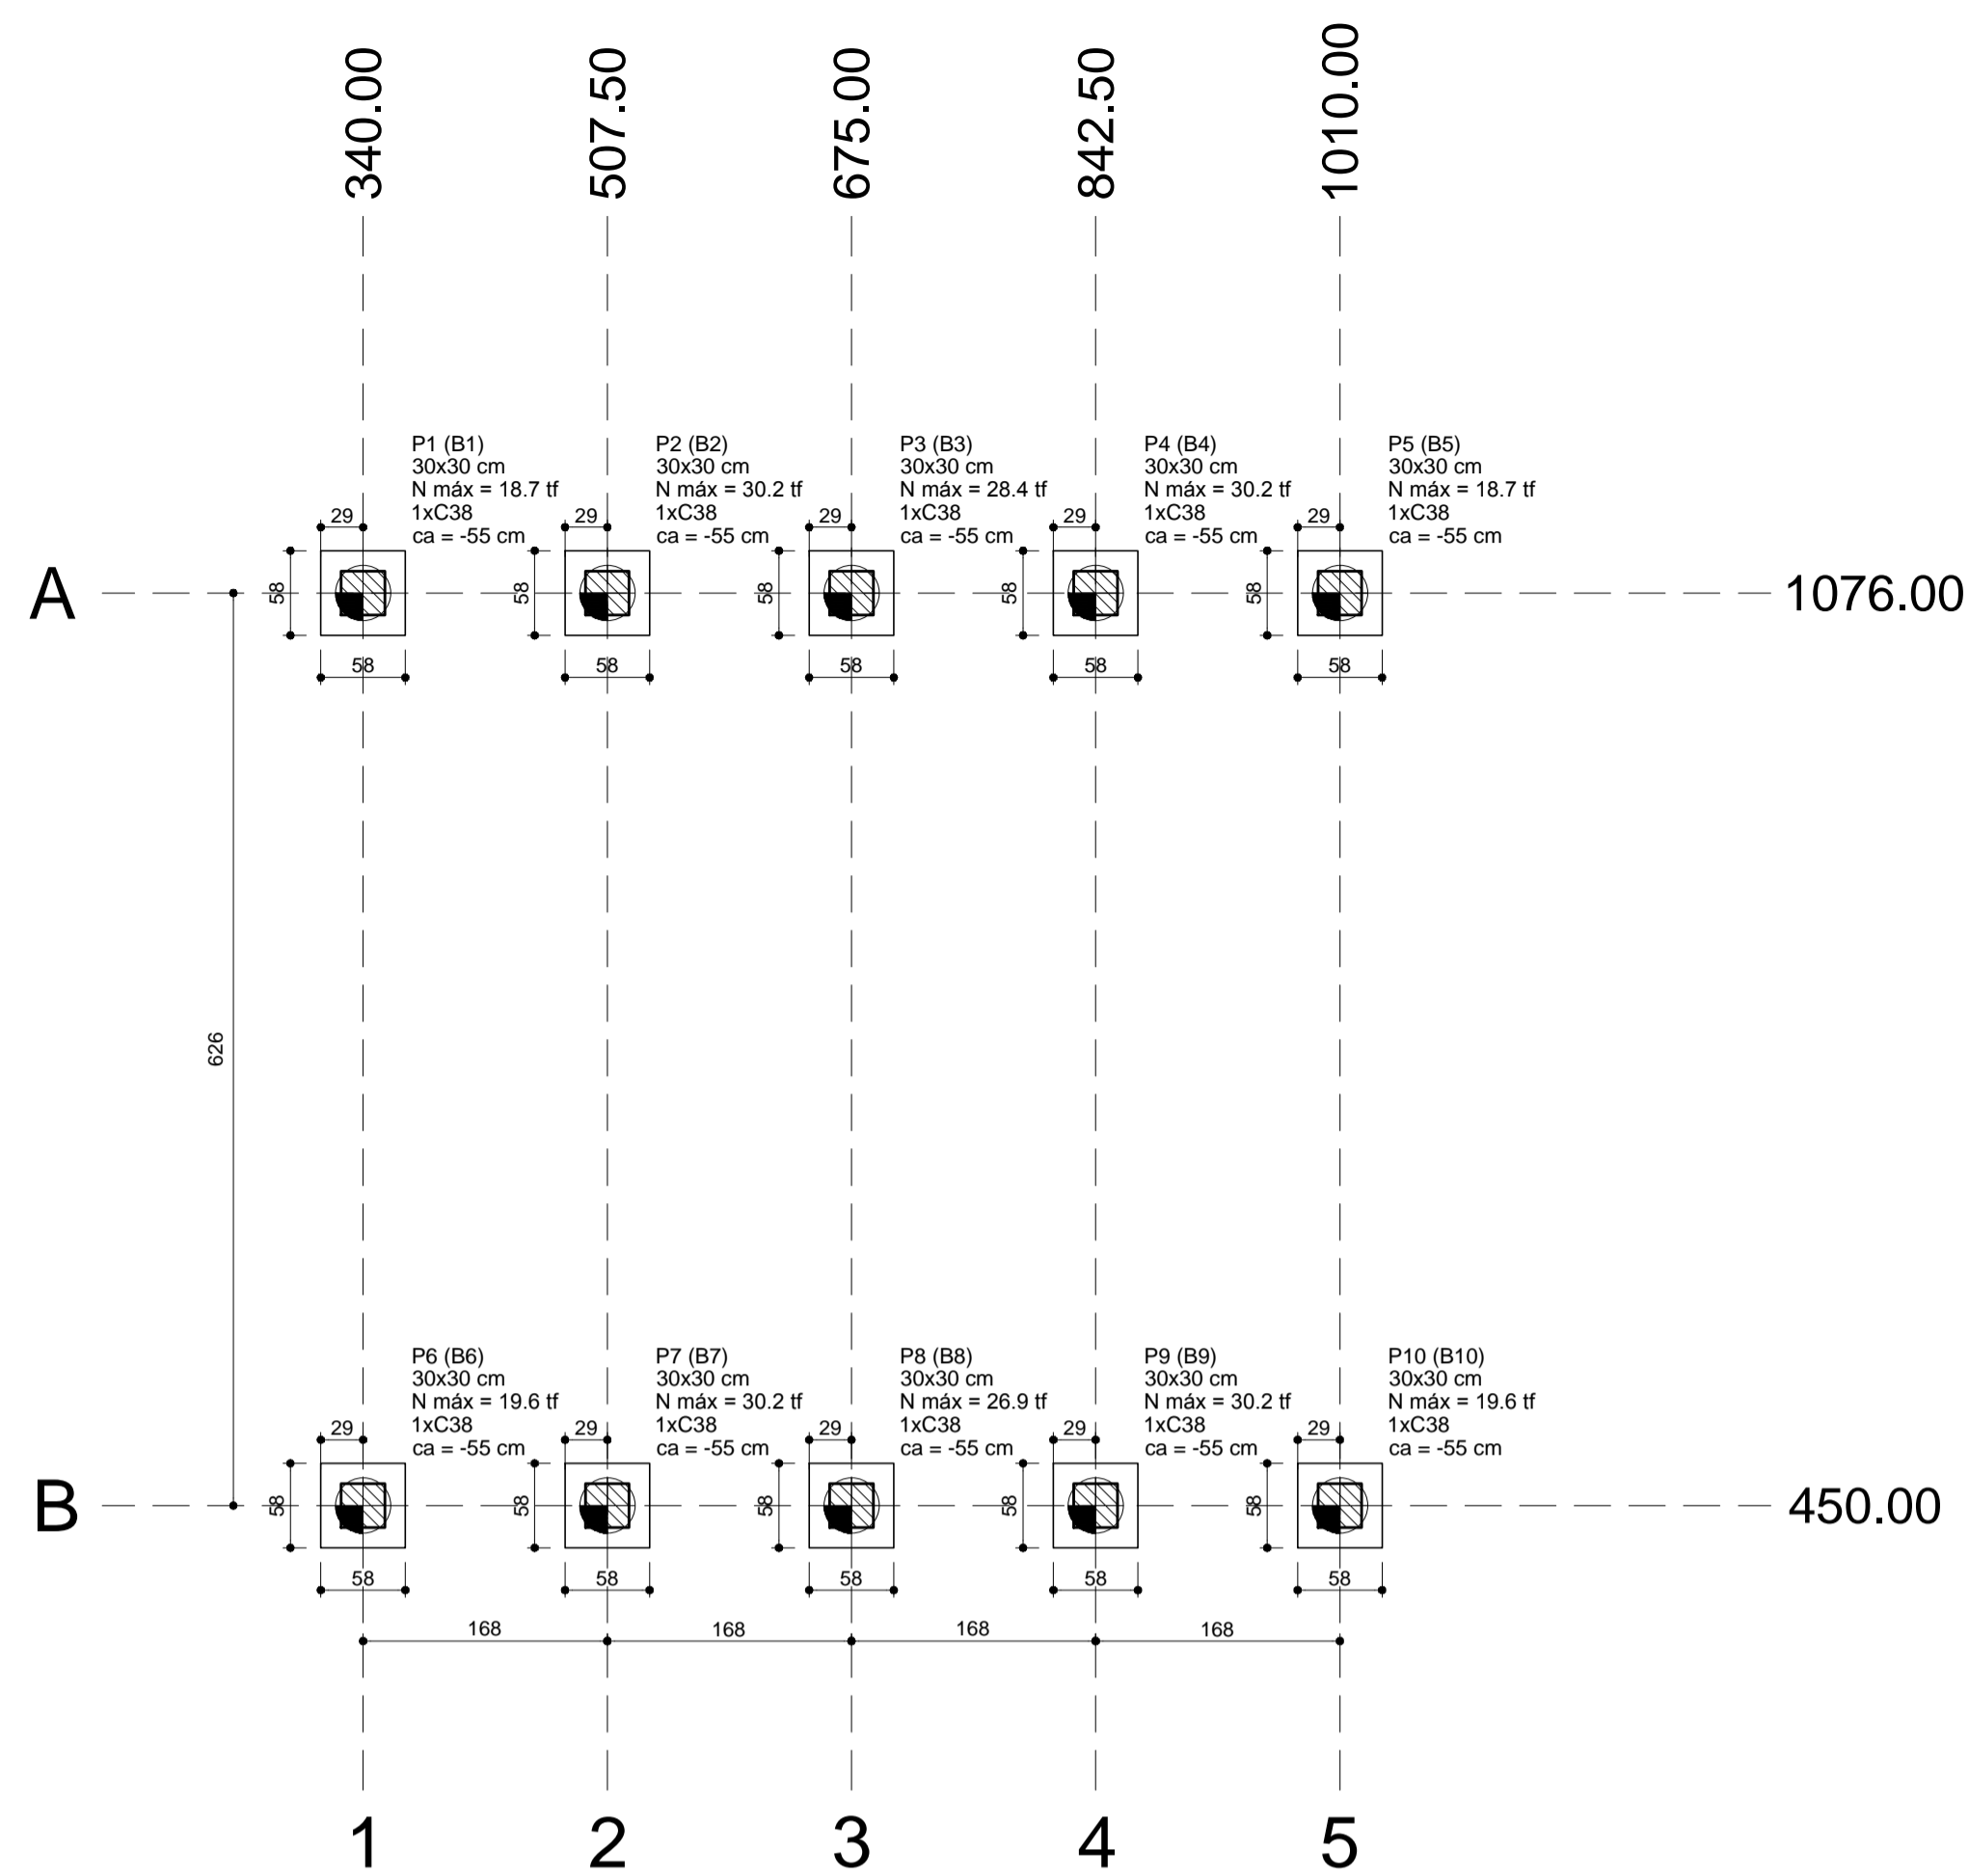 340.00
507.50
675.00
842.50
1010.00
P1 (B1)
30x30 cm
N máx = 18.7 tf
1xC38
ca = -55 cm
29
58
58
P2 (B2)
30x30 cm
N máx = 30.2 tf
1xC38
ca = -55 cm
29
58
58
P3 (B3)
30x30 cm
N máx = 28.4 tf
1xC38
ca = -55 cm
29
58
58
P4 (B4)
30x30 cm
N máx = 30.2 tf
1xC38
ca = -55 cm
29
58
58
P5 (B5)
30x30 cm
N máx = 18.7 tf
1xC38
ca = -55 cm
29
58
58
A
1076.00
626
P6 (B6)
30x30 cm
N máx = 19.6 tf
1xC38
ca = -55 cm
29
58
58
P7 (B7)
30x30 cm
N máx = 30.2 tf
1xC38
ca = -55 cm
29
58
58
P8 (B8)
30x30 cm
N máx = 26.9 tf
1xC38
ca = -55 cm
29
58
58
P9 (B9)
30x30 cm
N máx = 30.2 tf
1xC38
ca = -55 cm
29
58
58
P10 (B10)
30x30 cm
N máx = 19.6 tf
1xC38
ca = -55 cm
29
58
58
B
450.00
168
168
168
168
1
2
3
4
5